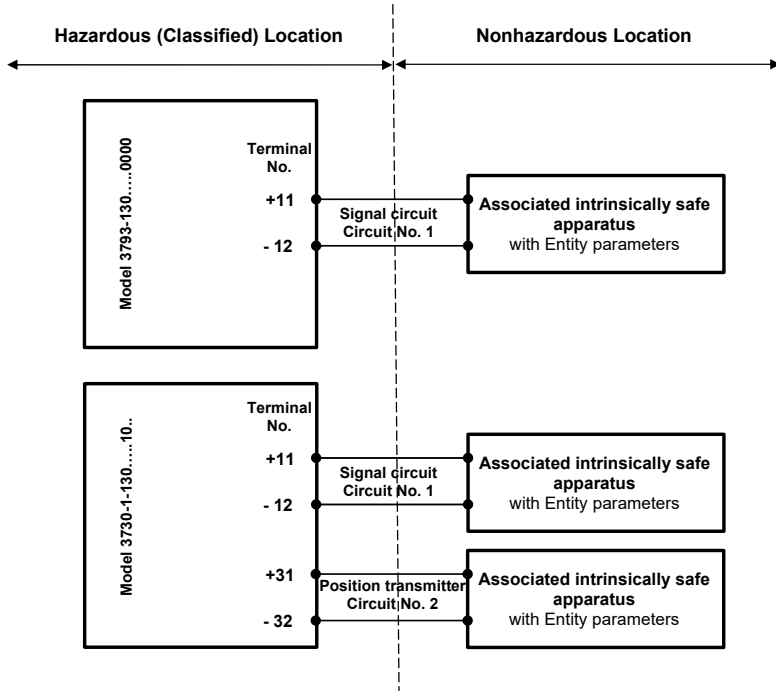 Hazardous (Classified) Location
Nonhazardous Location
Model 3793-130.....0000
Terminal
No.
+11
- 12
Signal circuit
Circuit No. 1
Associated intrinsically safe
apparatus
with Entity parameters
Model 3730-1-130.....10..
Terminal
No.
+11
- 12
+31
- 32
Signal circuit
Circuit No. 1
Position transmitter
Circuit No. 2
Associated intrinsically safe
apparatus
with Entity parameters
Associated intrinsically safe
apparatus
with Entity parameters